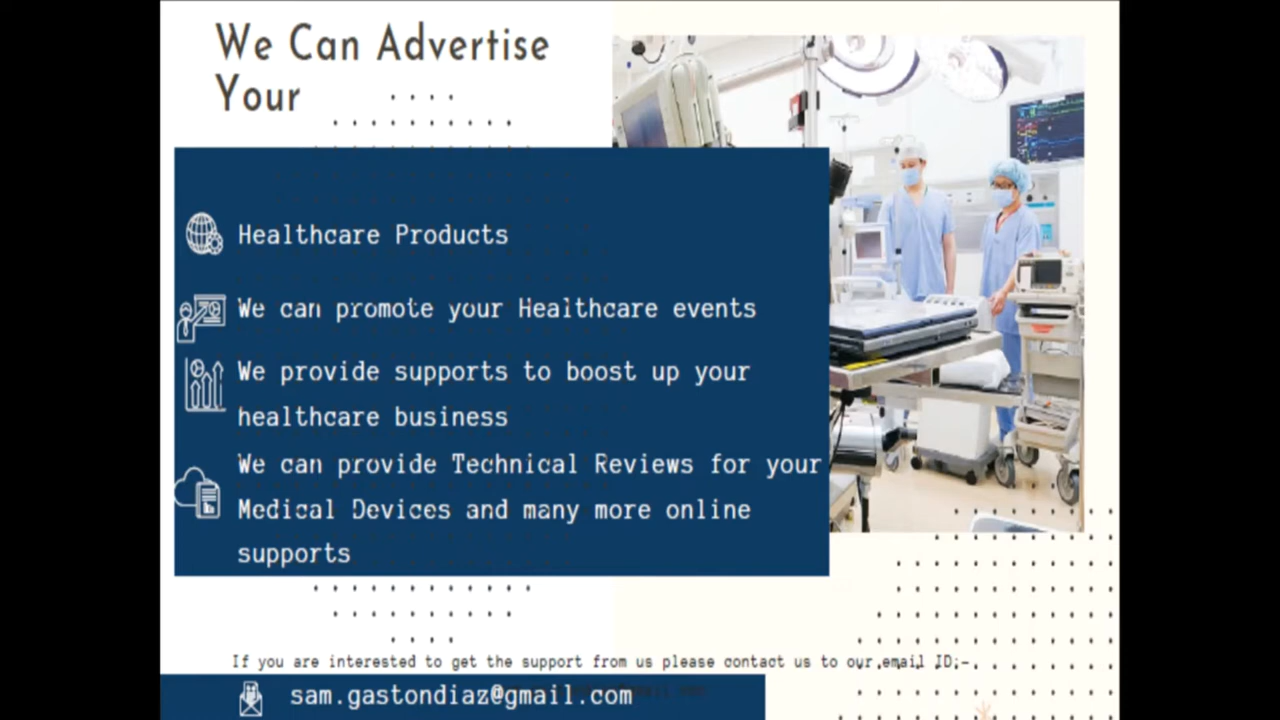 We Can Advertise
Your
Healthcare Products
We can promote your Healthcare events
We provide supports to boost up your
healthcare business
We can provide Technical Reviews for your
Medical Devices and many more online
supports
If you are interested to get the support from us please contact us to our email ID:-
sam.gastondiaz@gmail.com